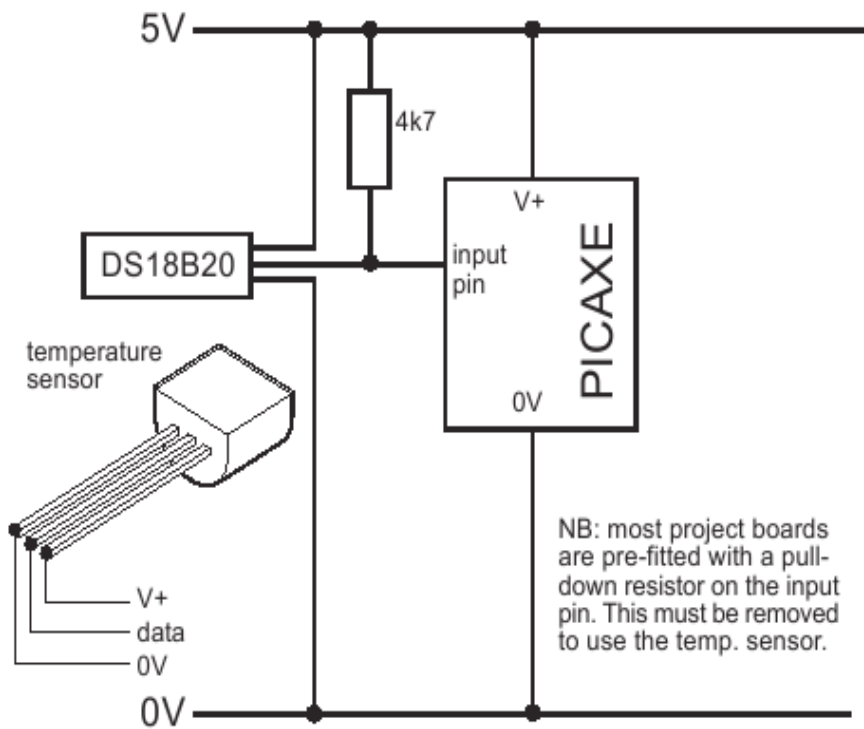 5V
4k7
V+
DS18B20
input
pin
PICAXE
temperature
sensor
0V
NB: most project boards
are pre-fitted with a pull-
down resistor on the input
pin. This must be removed
to use the temp. sensor.
V+
data
0V
0V